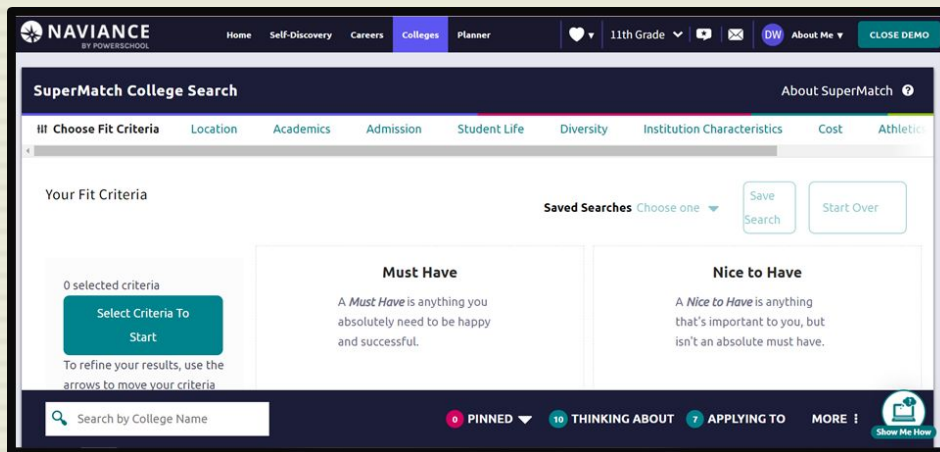 NAVIANCE
BY POWERSCHOOL
Home Self-Discovery Careers Colleges Planner
11th Grade
DW About Me
CLOSE DEMO
SuperMatch College Search
About SuperMatch ?
Choose Fit Criteria Location Academics Admission Student Life Diversity Institution Characteristics Cost
Your Fit Criteria
Saved Searches Choose one
Save
Search
Start Over
0 selected criteria
Select Criteria To
Start
To refine your results, use the
arrows to move your criteria
Must Have
A Must Have is anything you
absolutely need to be happy
and successful.
Nice to Have
A Nice to Have is anything
that's important to you, but
isn't an absolute must have.
Search by College Name
0 PINNED 10 THINKING ABOUT 7 APPLYING TO MORE
Show Me How